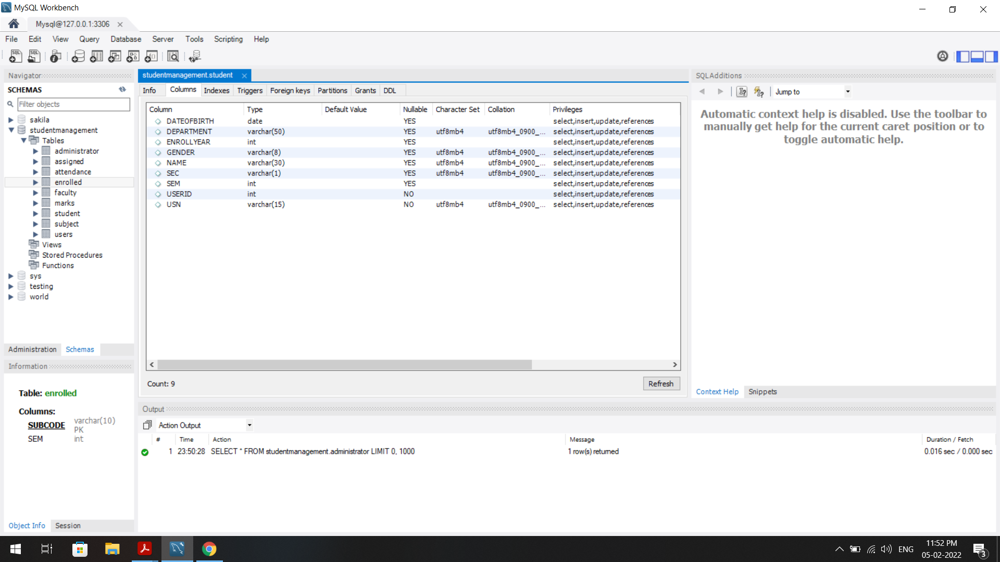 MySQL Workbench
Mysql@127.0.0.1:3306
File Edit View Query Database Server Tools Scripting Help
Navigator
SCHEMAS
Filter objects
sakila
studentmanagement
Tables
administrator
assigned
attendance
enrolled
faculty
marks
student
subject
users
Views
Stored Procedures
Functions
sys
testing
world
Administration Schemas
Information
Table: enrolled
Columns:
SUBCODE varchar(10)
PK
SEM int
Object Info Session
studentmanagement.student
Info Columns Indexes Triggers Foreign keys Partitions Grants DDL
Column Type Default Value Nullable Character Set Collation Privileges
DATEOFBIRTH date YES select,insert,update,references
DEPARTMENT varchar(50) YES utf8mb4 utf8mb4_0900_... select,insert,update,references
ENROLLYEAR int YES select,insert,update,references
GENDER varchar(8) YES utf8mb4 utf8mb4_0900_... select,insert,update,references
NAME varchar(30) YES utf8mb4 utf8mb4_0900_... select,insert,update,references
SEC varchar(1) YES utf8mb4 utf8mb4_0900_... select,insert,update,references
SEM int YES select,insert,update,references
USERID int NO select,insert,update,references
USN varchar(15) NO utf8mb4 utf8mb4_0900_... select,insert,update,references
Count: 9
Refresh
SQLAdditions
Jump to
Automatic context help is disabled. Use the toolbar to
manually get help for the current caret position or to
toggle automatic help.
Context Help Snippets
Output
Action Output
# Time Action Message Duration / Fetch
1 23:50:28 SELECT * FROM studentmanagement.administrator LIMIT 0, 1000 1 row(s) returned 0.016 sec / 0.000 sec
ENG
11:52 PM
05-02-2022
3